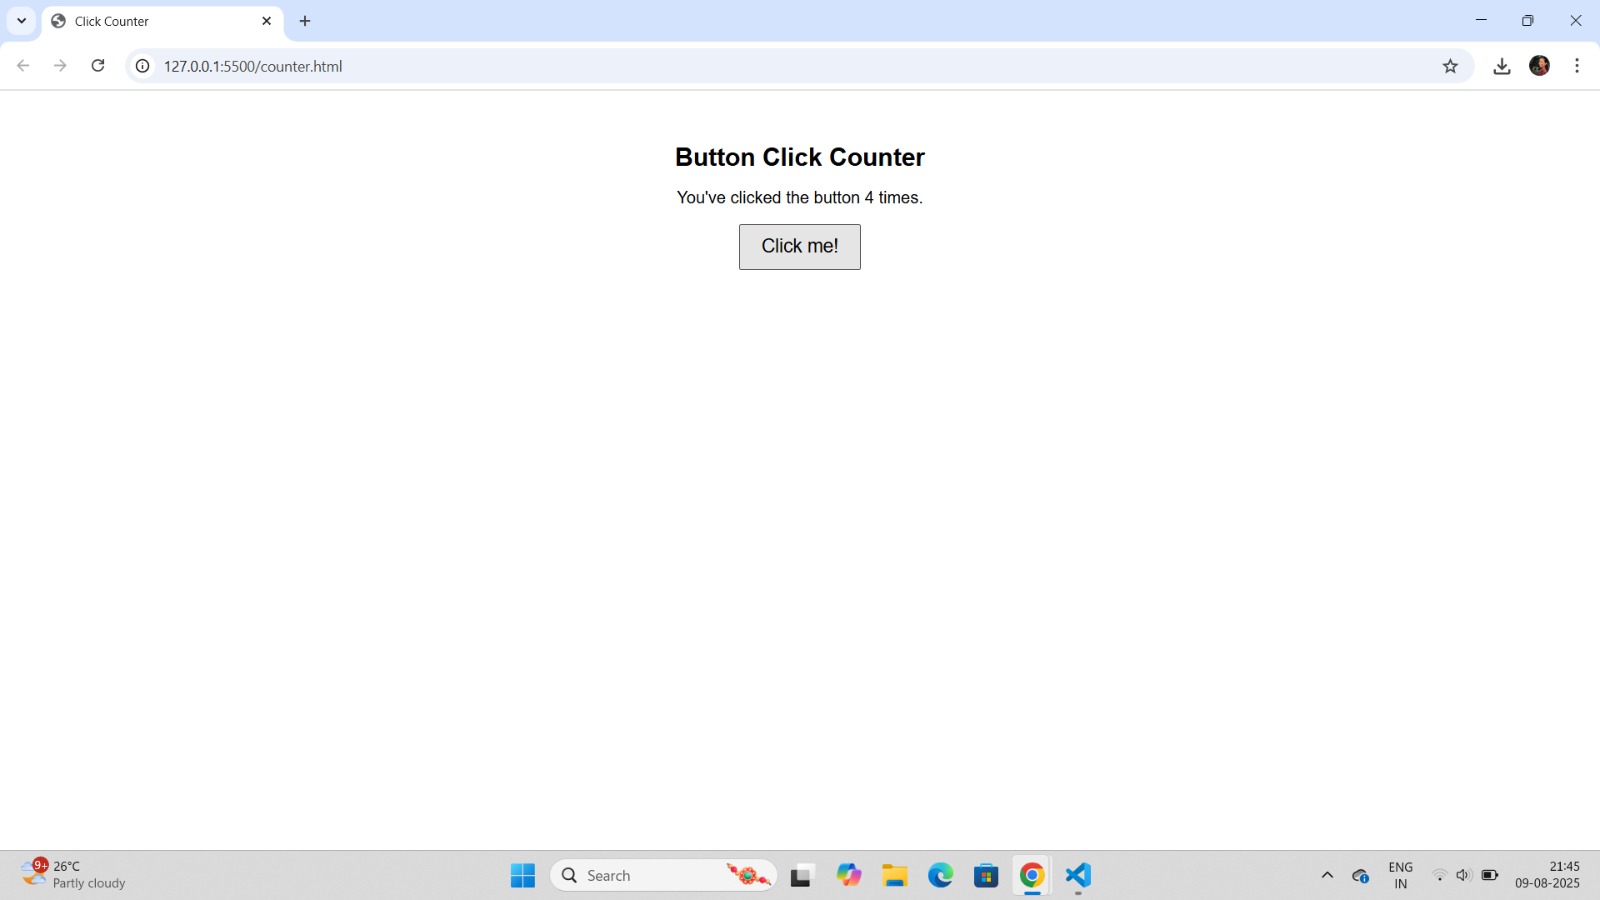 Click Counter
127.0.0.1:5500/counter.html
Button Click Counter
You've clicked the button 4 times.
Click me!
9+
26°C
Partly cloudy
Search
ENG
IN
21:45
09-08-2025